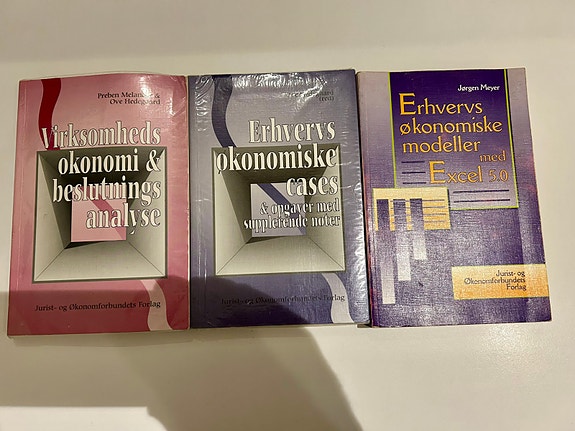 Preben Melander &
Ove Hedegaard
Virksomheds
økonomi &
beslutnings
analyse
Jurist- og Økonomforbundets Forlag
(red.)
Erhvervs
økonomiske
cases
& opgaver med
supplerende noter
Jurist- og Økonomforbundets Forlag
Jørgen Meyer
Erhvervs
økonomiske
modeller
med
Excel 5.0
Jurist- og
Økonomforbundets
Forlag